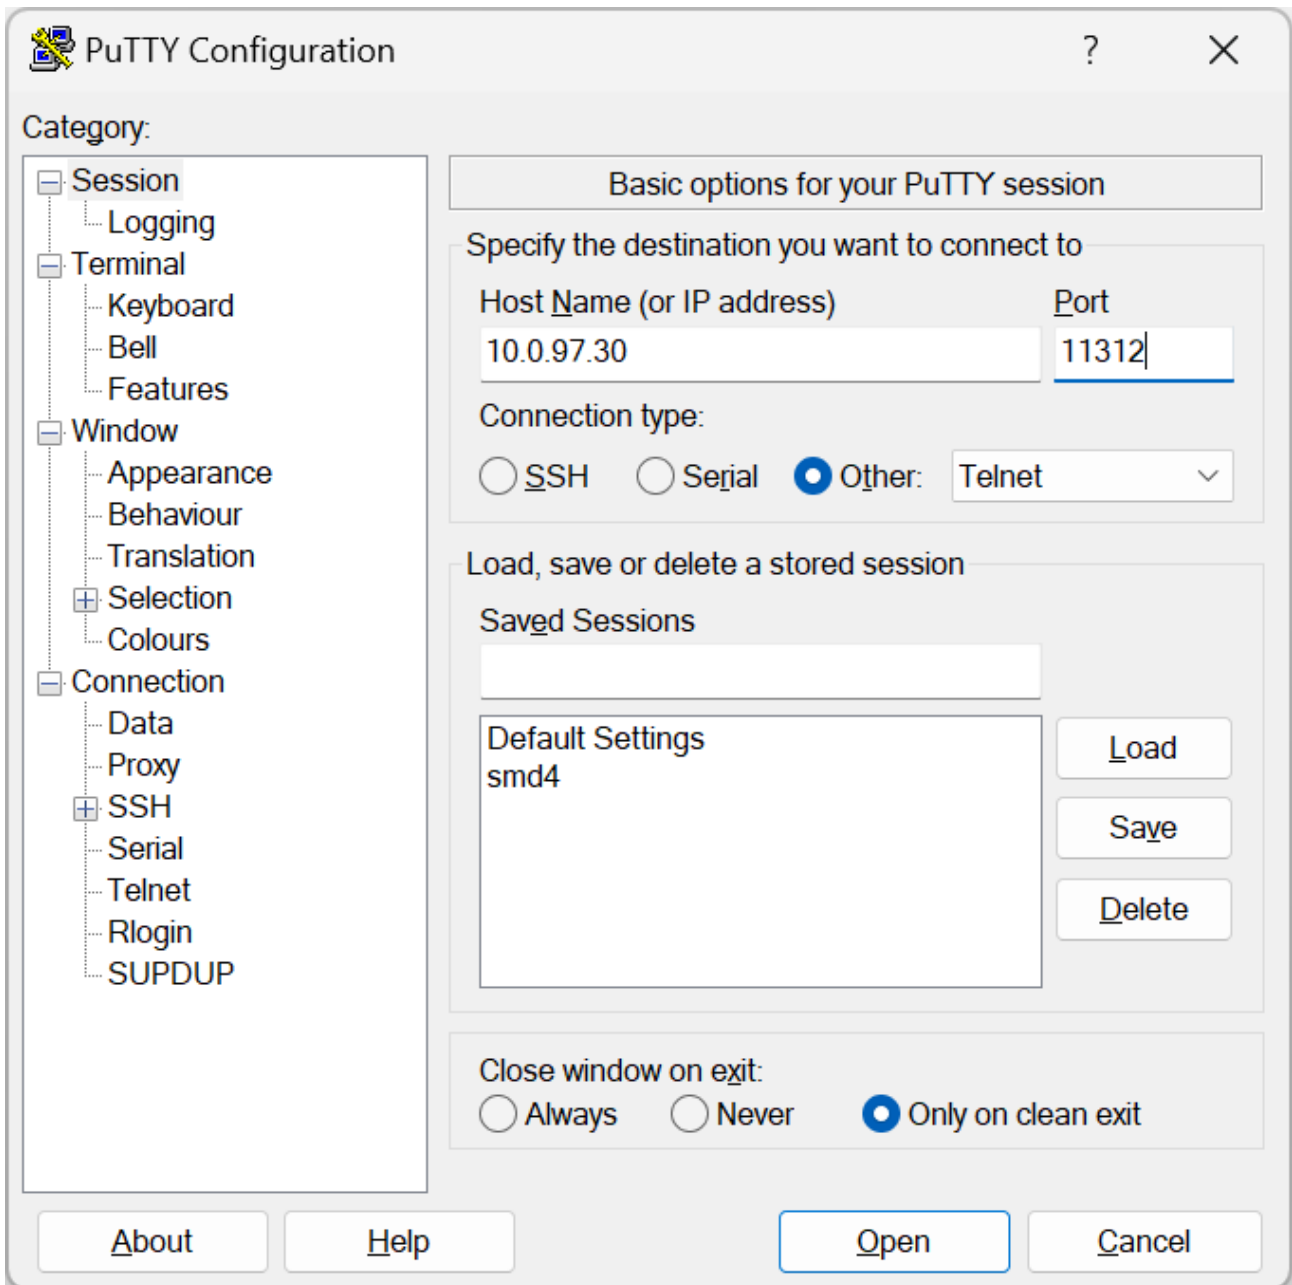 PuTTY Configuration
?
Category:
Session
Logging
Terminal
Keyboard
Bell
Features
Window
Appearance
Behaviour
Translation
Selection
Colours
Connection
Data
Proxy
SSH
Serial
Telnet
Rlogin
SUPDUP
Basic options for your PuTTY session
Specify the destination you want to connect to
Host Name (or IP address) Port
10.0.97.30 11312
Connection type:
SSH Serial Other: Telnet
Load, save or delete a stored session
Saved Sessions
Default Settings
smd4
Load
Save
Delete
Close window on exit:
Always Never Only on clean exit
About Help Open Cancel